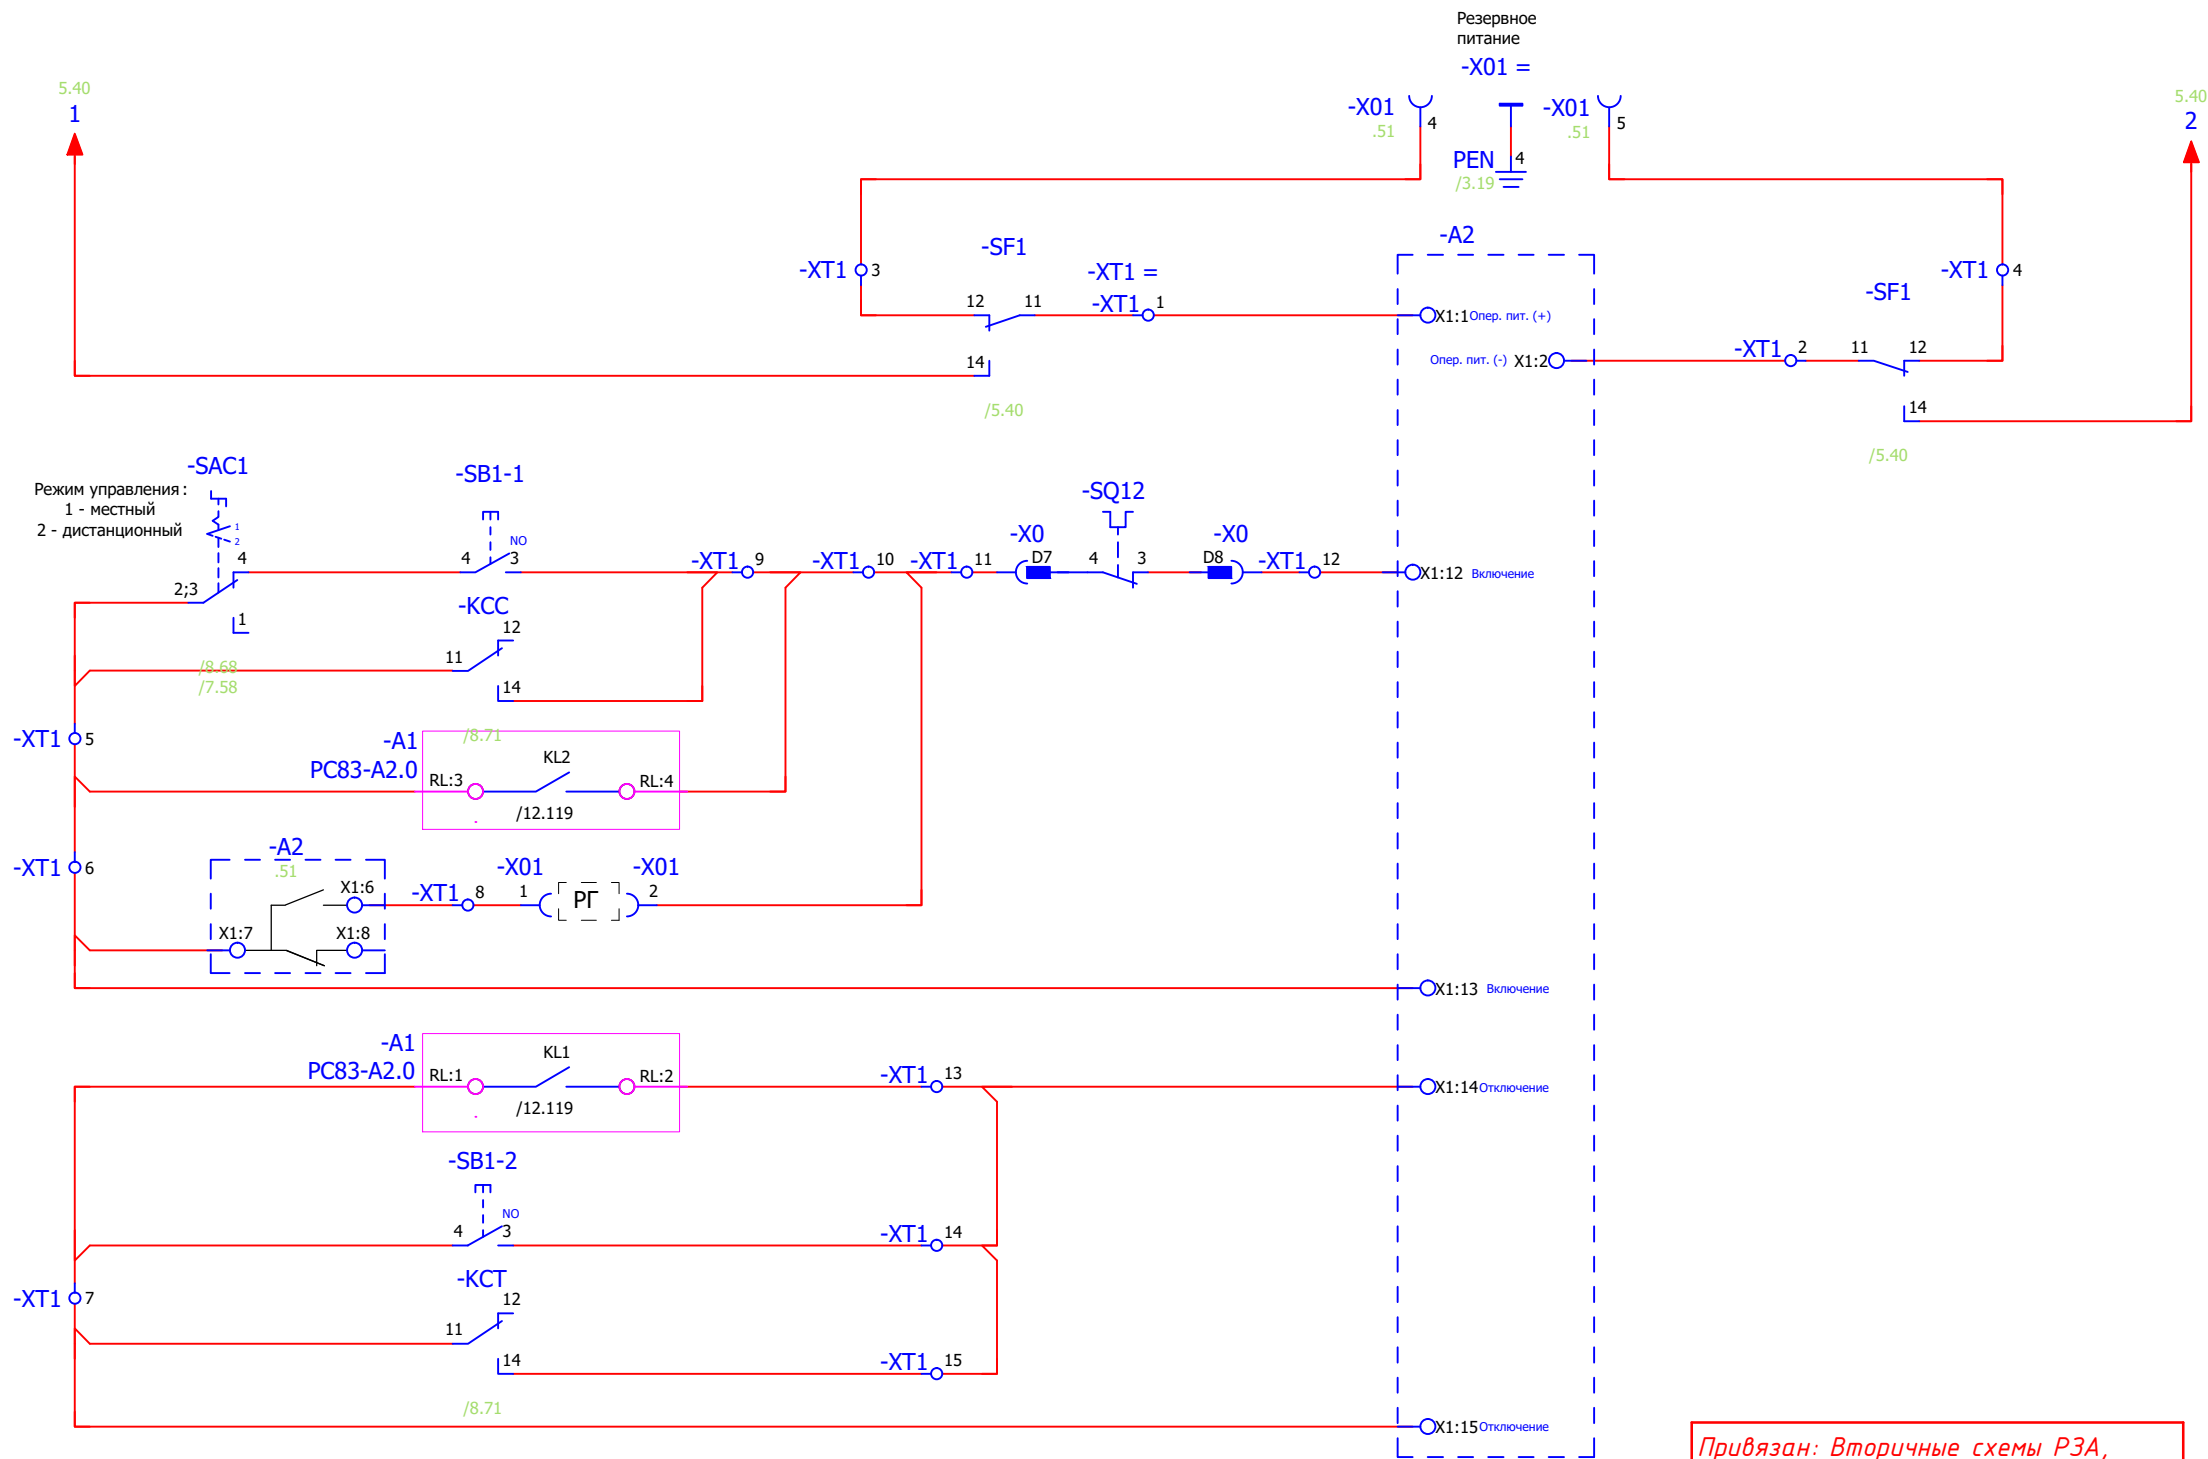 Резервное
питание
-X01 =
5.40
1
-X01
.51
4
-X01
.51
5
5.40
2
PEN
4
/3.19
-A2
-SF1
-XT1
3
-XT1 =
-XT1
4
-SF1
12
11
-XT1
1
X1:1
Опер. пит. (+)
Опер. пит. (-)
X1:2
-XT1
2
11
12
14
/5.40
14
/5.40
-SAC1
Режим управления:
1 - местный
2 - дистанционный
1
2
4
2;3
1
/8.68
/7.58
-SB1-1
NO
4
3
-XT1
9
-XT1
10
-XT1
11
-X0
D7
-SQ12
4
3
-X0
D8
-XT1
12
X1:12
Включение
-KCC
12
11
14
/8.71
-XT1
5
-A1
PC83-A2.0
KL2
RL:3
RL:4
/12.119
.
-XT1
6
-A2
.51
X1:6
X1:7
X1:8
-XT1
8
-X01
1
РГ
-X01
2
X1:13
Включение
-A1
PC83-A2.0
KL1
RL:1
RL:2
/12.119
.
-XT1
13
X1:14
Отключение
-SB1-2
NO
4
3
-XT1
14
-XT1
7
-KCT
12
11
14
-XT1
15
/8.71
X1:15
Отключение
Привязан: Вторичные схемы РЗА,